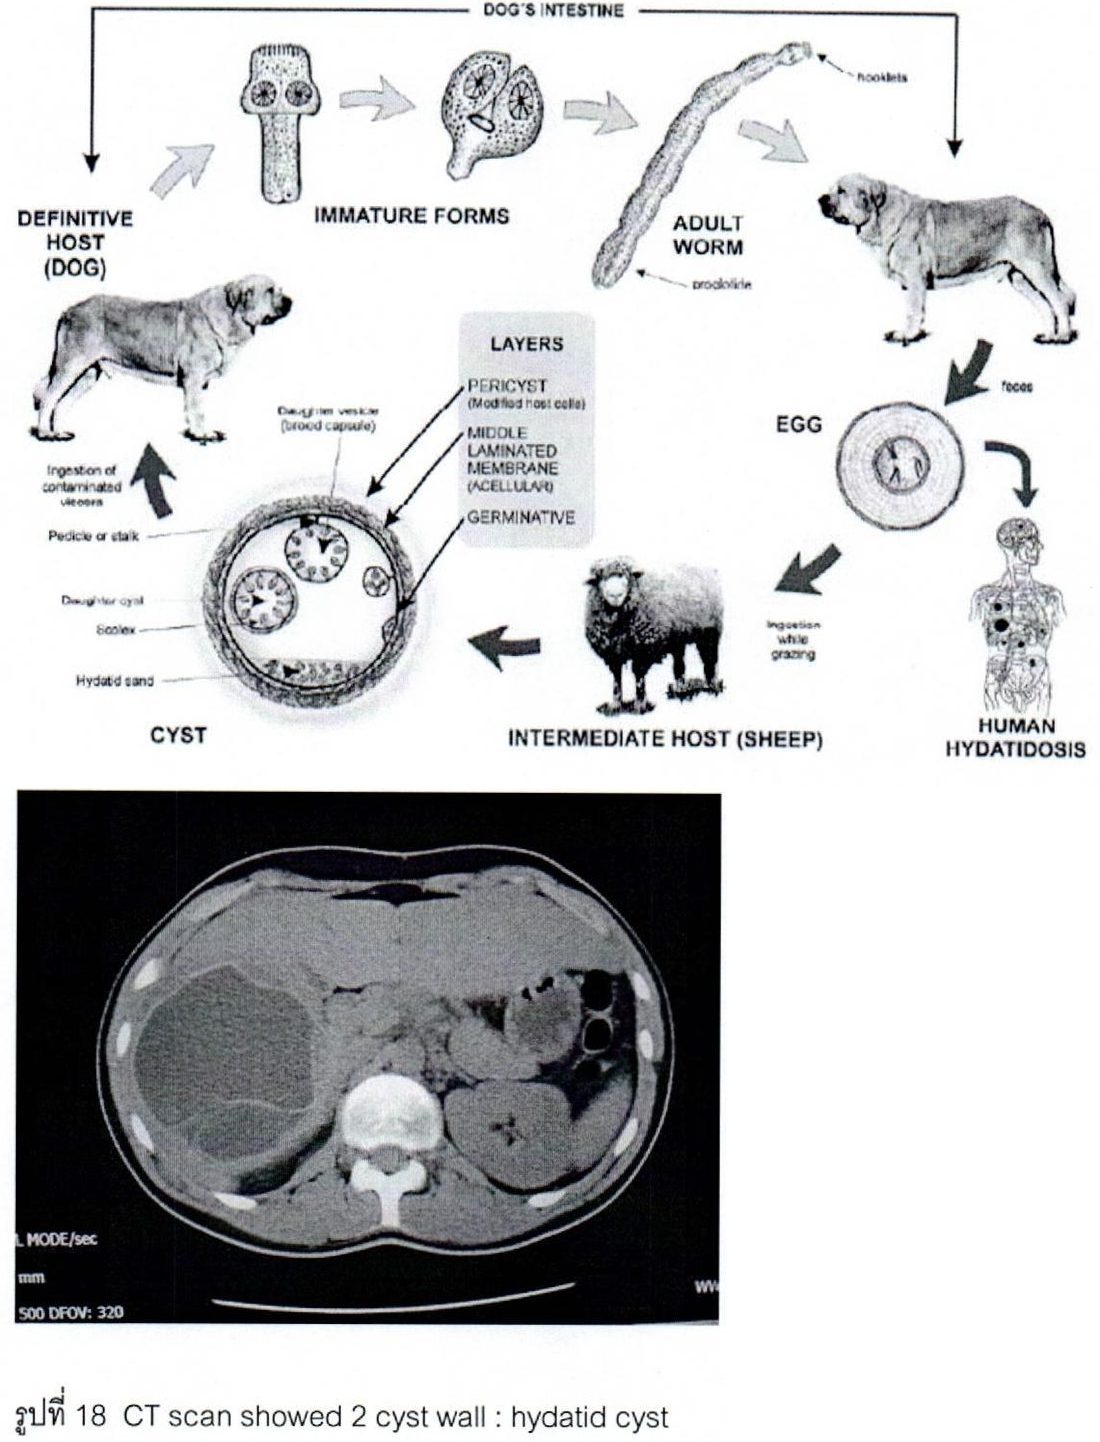 DOG'S INTESTINE
hooklets
DEFINITIVE
HOST
(DOG)
IMMATURE FORMS
ADULT
WORM
proglotide
LAYERS
PERICYST
(Modified host cells)
MIDDLE
LAMINATED
MEMBRANE
(ACELLULAR)
GERMINATIVE
Daughter vesicle
(brood capsule)
feces
EGG
Ingestion of
contaminated
viscera
Pedicle or stalk
Daughter cyst
Scolex
Hydatid sand
CYST
Ingestion
while
grazing
INTERMEDIATE HOST (SHEEP)
HUMAN
HYDATIDOSIS
L MODE/sec
mm
500 DFOV: 320
รูปที่ 18 CT scan showed 2 cyst wall : hydatid cyst